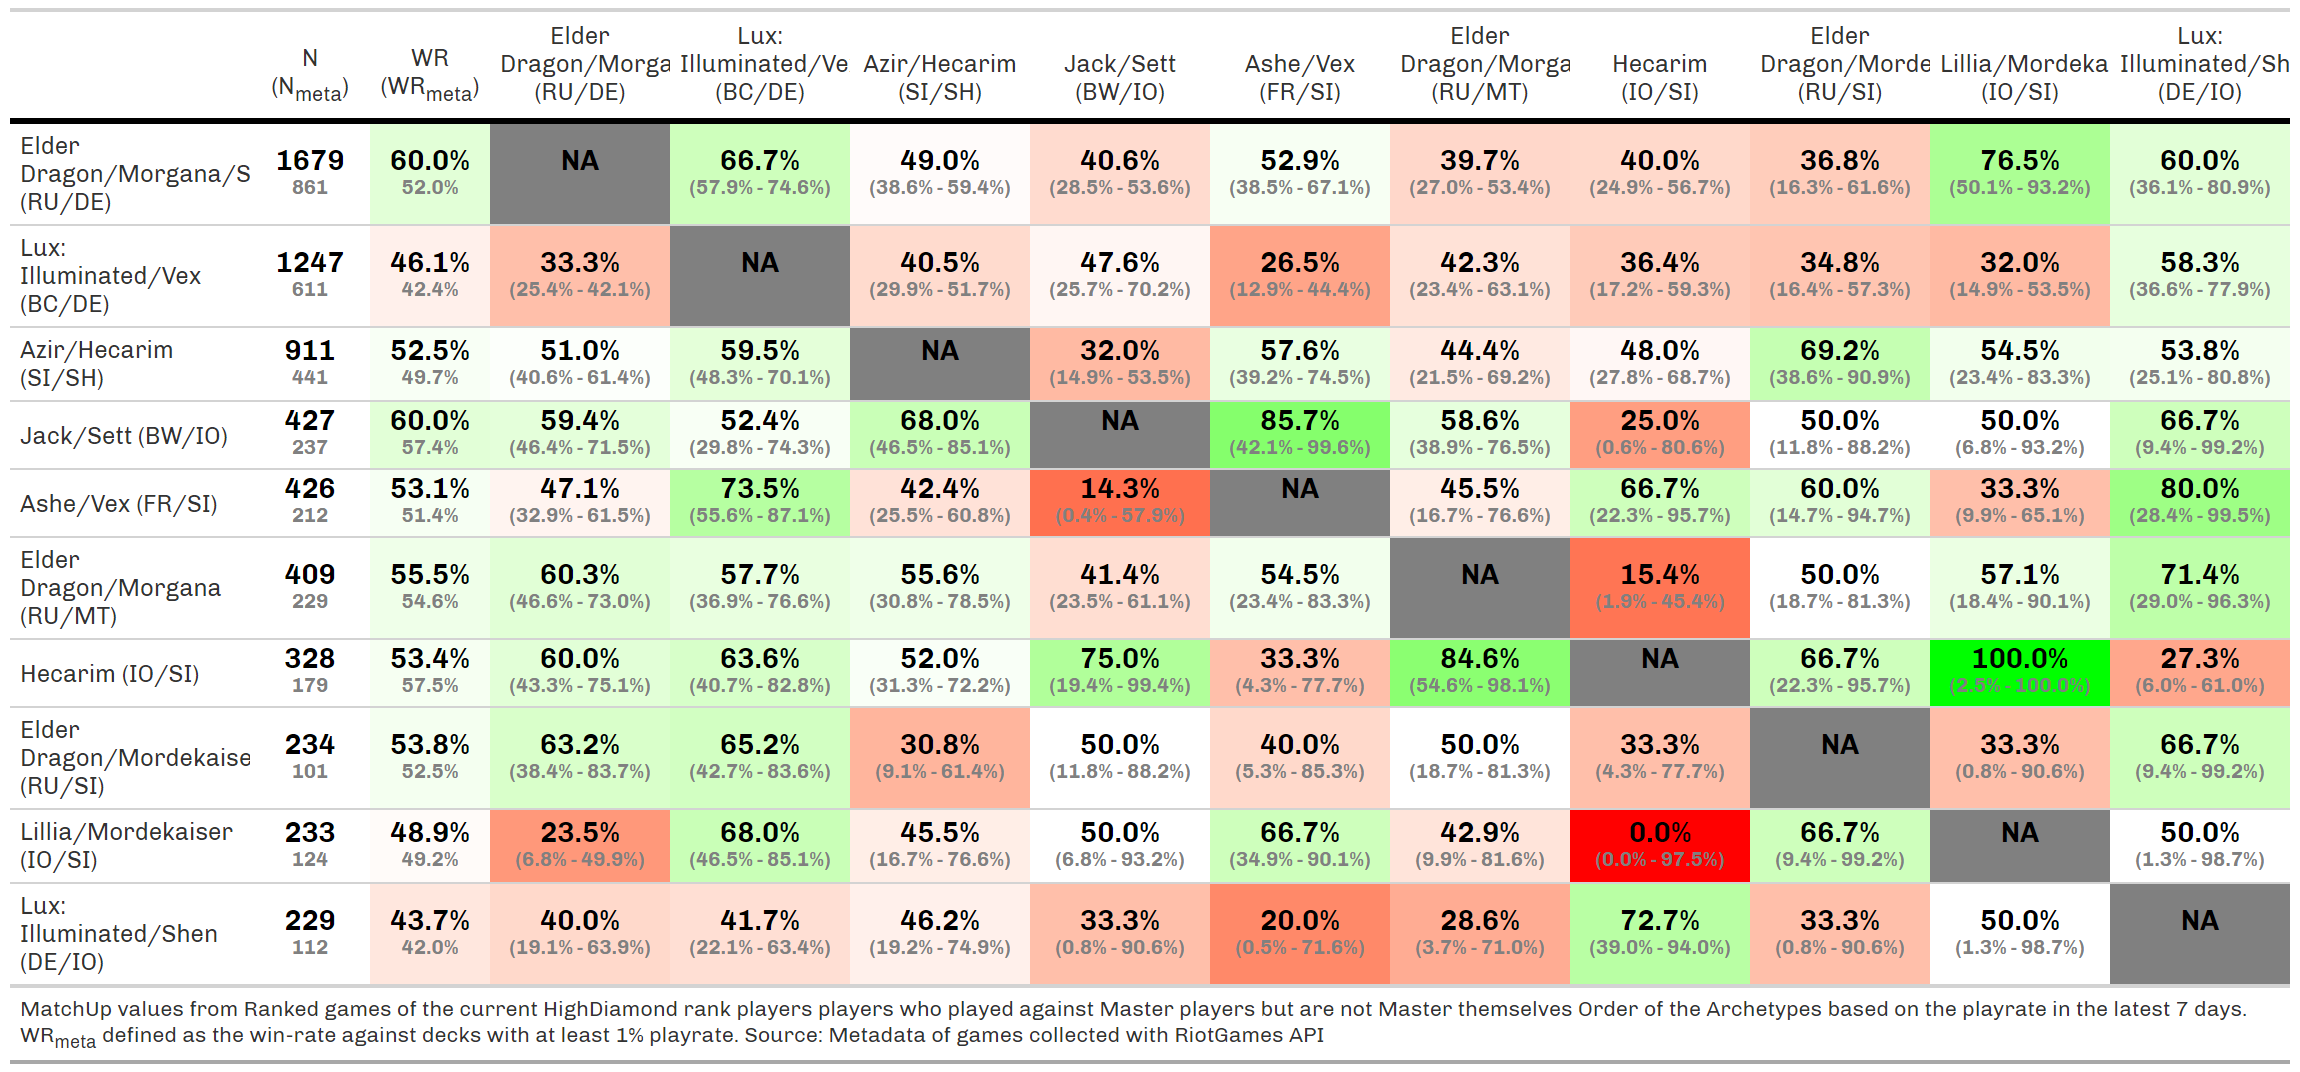 N (N_meta) WR (WR_meta) Elder Dragon/Morga (RU/DE) Lux: Illuminated/Ve (BC/DE) Azir/Hecarim (SI/SH) Jack/Sett (BW/IO) Ashe/Vex (FR/SI) Elder Dragon/Morga (RU/MT) Hecarim (IO/SI) Elder Dragon/Morde (RU/SI) Lillia/Mordeka (IO/SI) Lux: Illuminated/Sh (DE/IO)
Elder Dragon/Morgana/S (RU/DE) 1679 861 60.0% 52.0% NA 66.7% (57.9% - 74.6%) 49.0% (38.6% - 59.4%) 40.6% (28.5% - 53.6%) 52.9% (38.5% - 67.1%) 39.7% (27.0% - 53.4%) 40.0% (24.9% - 56.7%) 36.8% (16.3% - 61.6%) 76.5% (50.1% - 93.2%) 60.0% (36.1% - 80.9%)
Lux: Illuminated/Vex (BC/DE) 1247 611 46.1% 42.4% 33.3% (25.4% - 42.1%) NA 40.5% (29.9% - 51.7%) 47.6% (25.7% - 70.2%) 26.5% (12.9% - 44.4%) 42.3% (23.4% - 63.1%) 36.4% (17.2% - 59.3%) 34.8% (16.4% - 57.3%) 32.0% (14.9% - 53.5%) 58.3% (36.6% - 77.9%)
Azir/Hecarim (SI/SH) 911 441 52.5% 49.7% 51.0% (40.6% - 61.4%) 59.5% (48.3% - 70.1%) NA 32.0% (14.9% - 53.5%) 57.6% (39.2% - 74.5%) 44.4% (21.5% - 69.2%) 48.0% (27.8% - 68.7%) 69.2% (38.6% - 90.9%) 54.5% (23.4% - 83.3%) 53.8% (25.1% - 80.8%)
Jack/Sett (BW/IO) 427 237 60.0% 57.4% 59.4% (46.4% - 71.5%) 52.4% (29.8% - 74.3%) 68.0% (46.5% - 85.1%) NA 85.7% (42.1% - 99.6%) 58.6% (38.9% - 76.5%) 25.0% (0.6% - 80.6%) 50.0% (11.8% - 88.2%) 50.0% (6.8% - 93.2%) 66.7% (9.4% - 99.2%)
Ashe/Vex (FR/SI) 426 212 53.1% 51.4% 47.1% (32.9% - 61.5%) 73.5% (55.6% - 87.1%) 42.4% (25.5% - 60.8%) 14.3% (0.4% - 57.9%) NA 45.5% (16.7% - 76.6%) 66.7% (22.3% - 95.7%) 60.0% (14.7% - 94.7%) 33.3% (9.9% - 65.1%) 80.0% (28.4% - 99.5%)
Elder Dragon/Morgana (RU/MT) 409 229 55.5% 54.6% 60.3% (46.6% - 73.0%) 57.7% (36.9% - 76.6%) 55.6% (30.8% - 78.5%) 41.4% (23.5% - 61.1%) 54.5% (23.4% - 83.3%) NA 15.4% (1.9% - 45.4%) 50.0% (18.7% - 81.3%) 57.1% (18.4% - 90.1%) 71.4% (29.0% - 96.3%)
Hecarim (IO/SI) 328 179 53.4% 57.5% 60.0% (43.3% - 75.1%) 63.6% (40.7% - 82.8%) 52.0% (31.3% - 72.2%) 75.0% (19.4% - 99.4%) 33.3% (4.3% - 77.7%) 84.6% (54.6% - 98.1%) NA 66.7% (22.3% - 95.7%) 100.0% (2.5% - 100.0%) 27.3% (6.0% - 61.0%)
Elder Dragon/Mordekaise (RU/SI) 234 101 53.8% 52.5% 63.2% (38.4% - 83.7%) 65.2% (42.7% - 83.6%) 30.8% (9.1% - 61.4%) 50.0% (11.8% - 88.2%) 40.0% (5.3% - 85.3%) 50.0% (18.7% - 81.3%) 33.3% (4.3% - 77.7%) NA 33.3% (0.8% - 90.6%) 66.7% (9.4% - 99.2%)
Lillia/Mordekaiser (IO/SI) 233 124 48.9% 49.2% 23.5% (6.8% - 49.9%) 68.0% (46.5% - 85.1%) 45.5% (16.7% - 76.6%) 50.0% (6.8% - 93.2%) 66.7% (34.9% - 90.1%) 42.9% (9.9% - 81.6%) 0.0% (0.0% - 97.5%) 66.7% (9.4% - 99.2%) NA 50.0% (1.3% - 98.7%)
Lux: Illuminated/Shen (DE/IO) 229 112 43.7% 42.0% 40.0% (19.1% - 63.9%) 41.7% (22.1% - 63.4%) 46.2% (19.2% - 74.9%) 33.3% (0.8% - 90.6%) 20.0% (0.5% - 71.6%) 28.6% (3.7% - 71.0%) 72.7% (39.0% - 94.0%) 33.3% (0.8% - 90.6%) 50.0% (1.3% - 98.7%) NA
MatchUp values from Ranked games of the current HighDiamond rank players players who played against Master players but are not Master themselves Order of the Archetypes based on the playrate in the latest 7 days.
WR_meta defined as the win-rate against decks with at least 1% playrate. Source: Metadata of games collected with RiotGames API